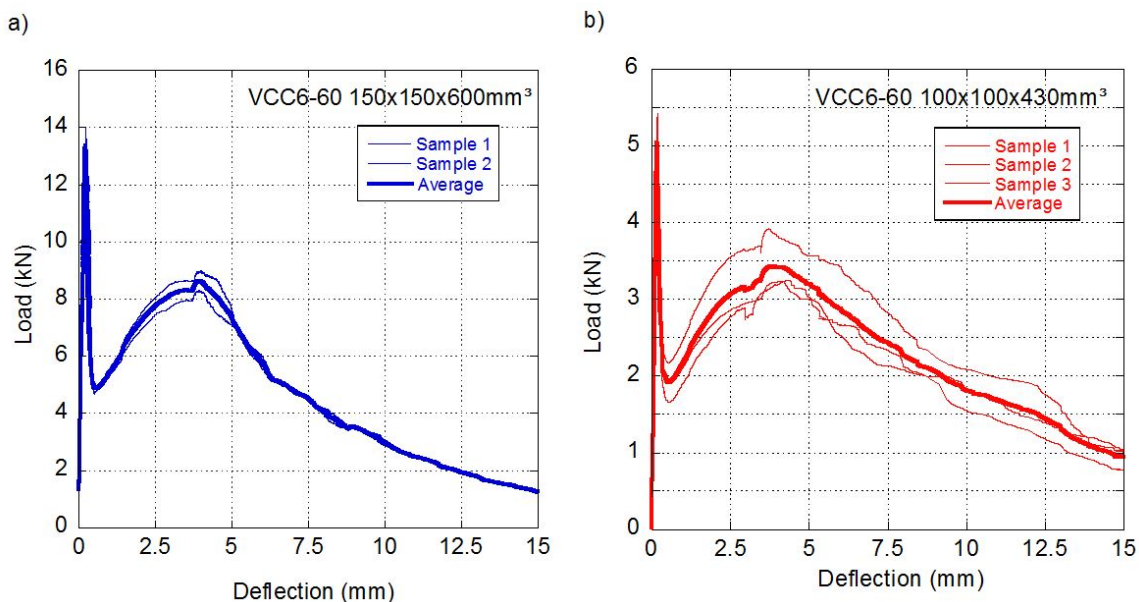 a)
16
14
12
10
8
6
4
2
0
Load (kN)
VCC6-60 150x150x600mm³
Sample 1
Sample 2
Average
0 2.5 5 7.5 10 12.5 15
Deflection (mm)
b)
6
5
4
3
2
1
0
Load (kN)
VCC6-60 100x100x430mm³
Sample 1
Sample 2
Sample 3
Average
0 2.5 5 7.5 10 12.5 15
Deflection (mm)